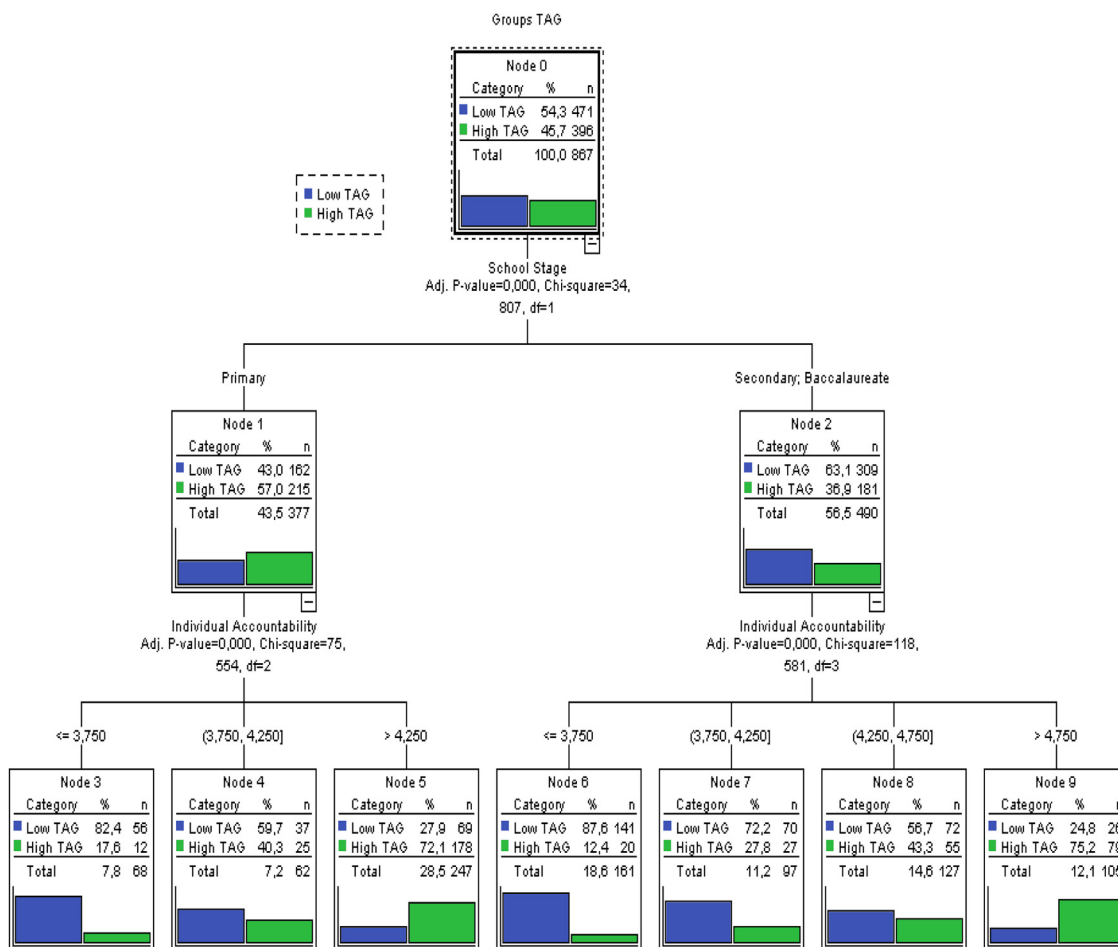 Groups TAG
Node 0
Category % n
Low TAG 54,3 471
High TAG 45,7 396
Total 100,0 867
Low TAG
High TAG
School Stage
Adj. P-value=0,000, Chi-square=34,
807, df=1
Primary
Secondary; Baccalaureate
Node 1
Category % n
Low TAG 43,0 162
High TAG 57,0 215
Total 43,5 377
Node 2
Category % n
Low TAG 63,1 309
High TAG 36,9 181
Total 56,5 490
Individual Accountability
Adj. P-value=0,000, Chi-square=75,
554, df=2
Individual Accountability
Adj. P-value=0,000, Chi-square=118,
581, df=3
<= 3,750
(3,750, 4,250]
> 4,250
<= 3,750
(3,750, 4,250]
(4,250, 4,750]
> 4,750
Node 3
Category % n
Low TAG 82,4 56
High TAG 17,6 12
Total 7,8 68
Node 4
Category % n
Low TAG 59,7 37
High TAG 40,3 25
Total 7,2 62
Node 5
Category % n
Low TAG 27,9 69
High TAG 72,1 178
Total 28,5 247
Node 6
Category % n
Low TAG 87,6 141
High TAG 12,4 20
Total 18,6 161
Node 7
Category % n
Low TAG 72,2 70
High TAG 27,8 27
Total 11,2 97
Node 8
Category % n
Low TAG 56,7 72
High TAG 43,3 55
Total 14,6 127
Node 9
Category % n
Low TAG 24,8 26
High TAG 75,2 79
Total 12,1 105